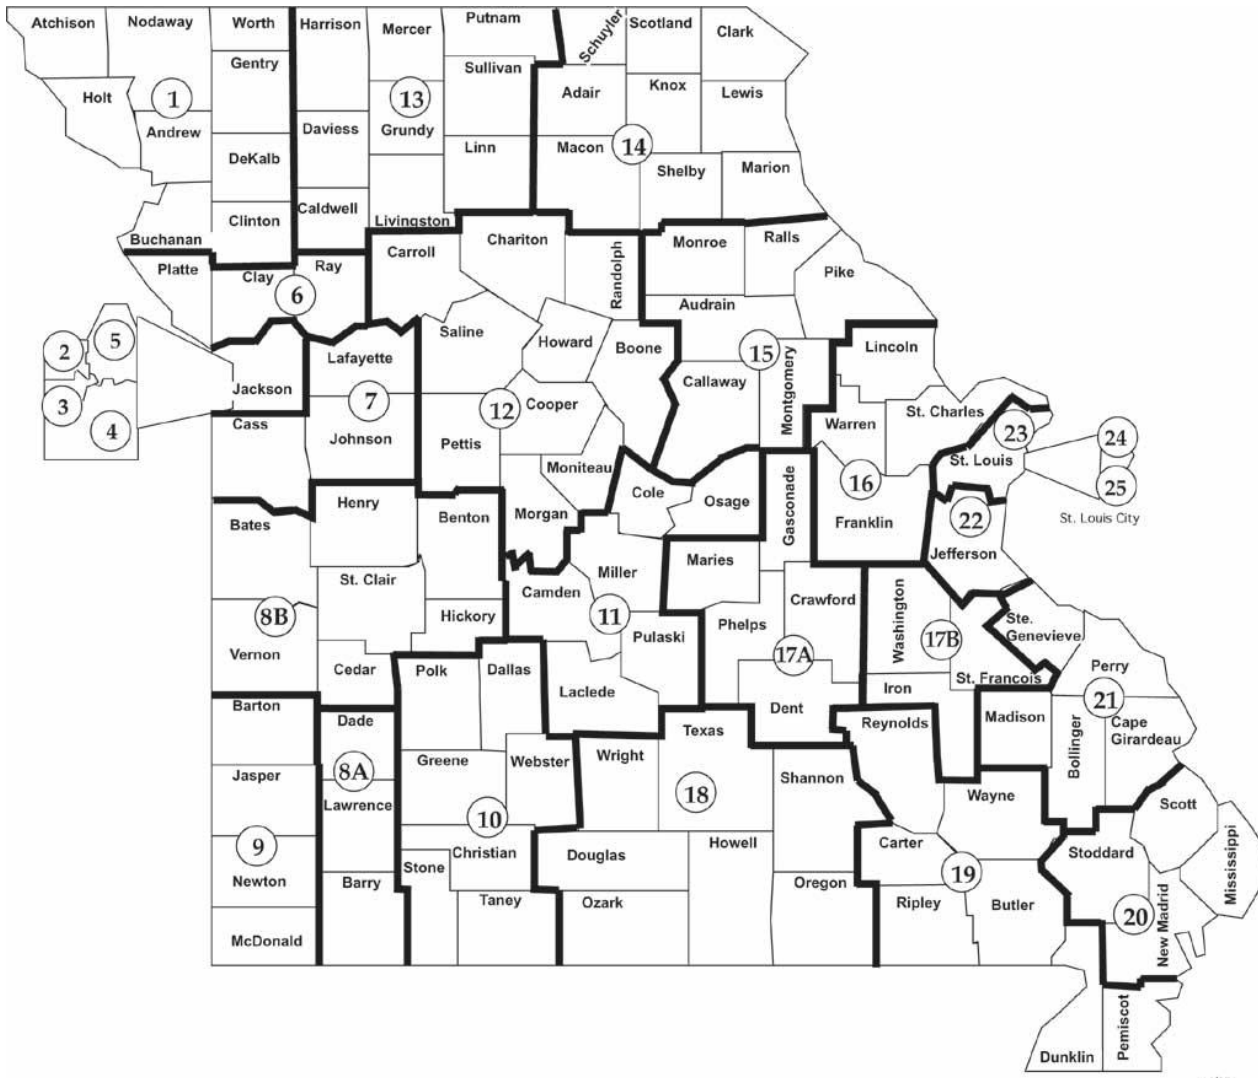 Atchison
Nodaway
Worth
Harrison
Mercer
Putnam
Schuyler
Scotland
Clark
Gentry
Sullivan
Adair
Knox
Lewis
Holt
1
13
Andrew
Daviess
Grundy
Linn
Macon
14
DeKalb
Shelby
Marion
Clinton
Caldwell
Livingston
Buchanan
Chariton
Monroe
Ralls
Platte
Clay
Ray
Carroll
Randolph
Pike
6
Audrain
2
5
Saline
Howard
Boone
15
Lincoln
Lafayette
Jackson
Callaway
Montgomery
3
4
7
12
Cooper
St. Charles
Cass
Johnson
Pettis
Warren
23
24
Moniteau
St. Louis
16
25
Henry
Benton
Morgan
Cole
Osage
Gasconade
Franklin
22
St. Louis City
Bates
Jefferson
St. Clair
Camden
Miller
Maries
Crawford
Washington
8B
Hickory
11
Phelps
Ste.
Genevieve
Vernon
Pulaski
17A
17B
Cedar
Polk
Dallas
Laclede
St. Francois
Perry
Iron
21
Barton
Dade
Dent
Reynolds
Madison
Bollinger
Cape
Girardeau
Texas
Jasper
8A
Greene
Webster
Wright
Shannon
18
Wayne
Scott
Lawrence
10
9
Christian
Douglas
Howell
Carter
Stoddard
Mississippi
Stone
19
Newton
Barry
Taney
Ozark
Oregon
Ripley
Butler
20
New Madrid
McDonald
Dunklin
Pemiscot